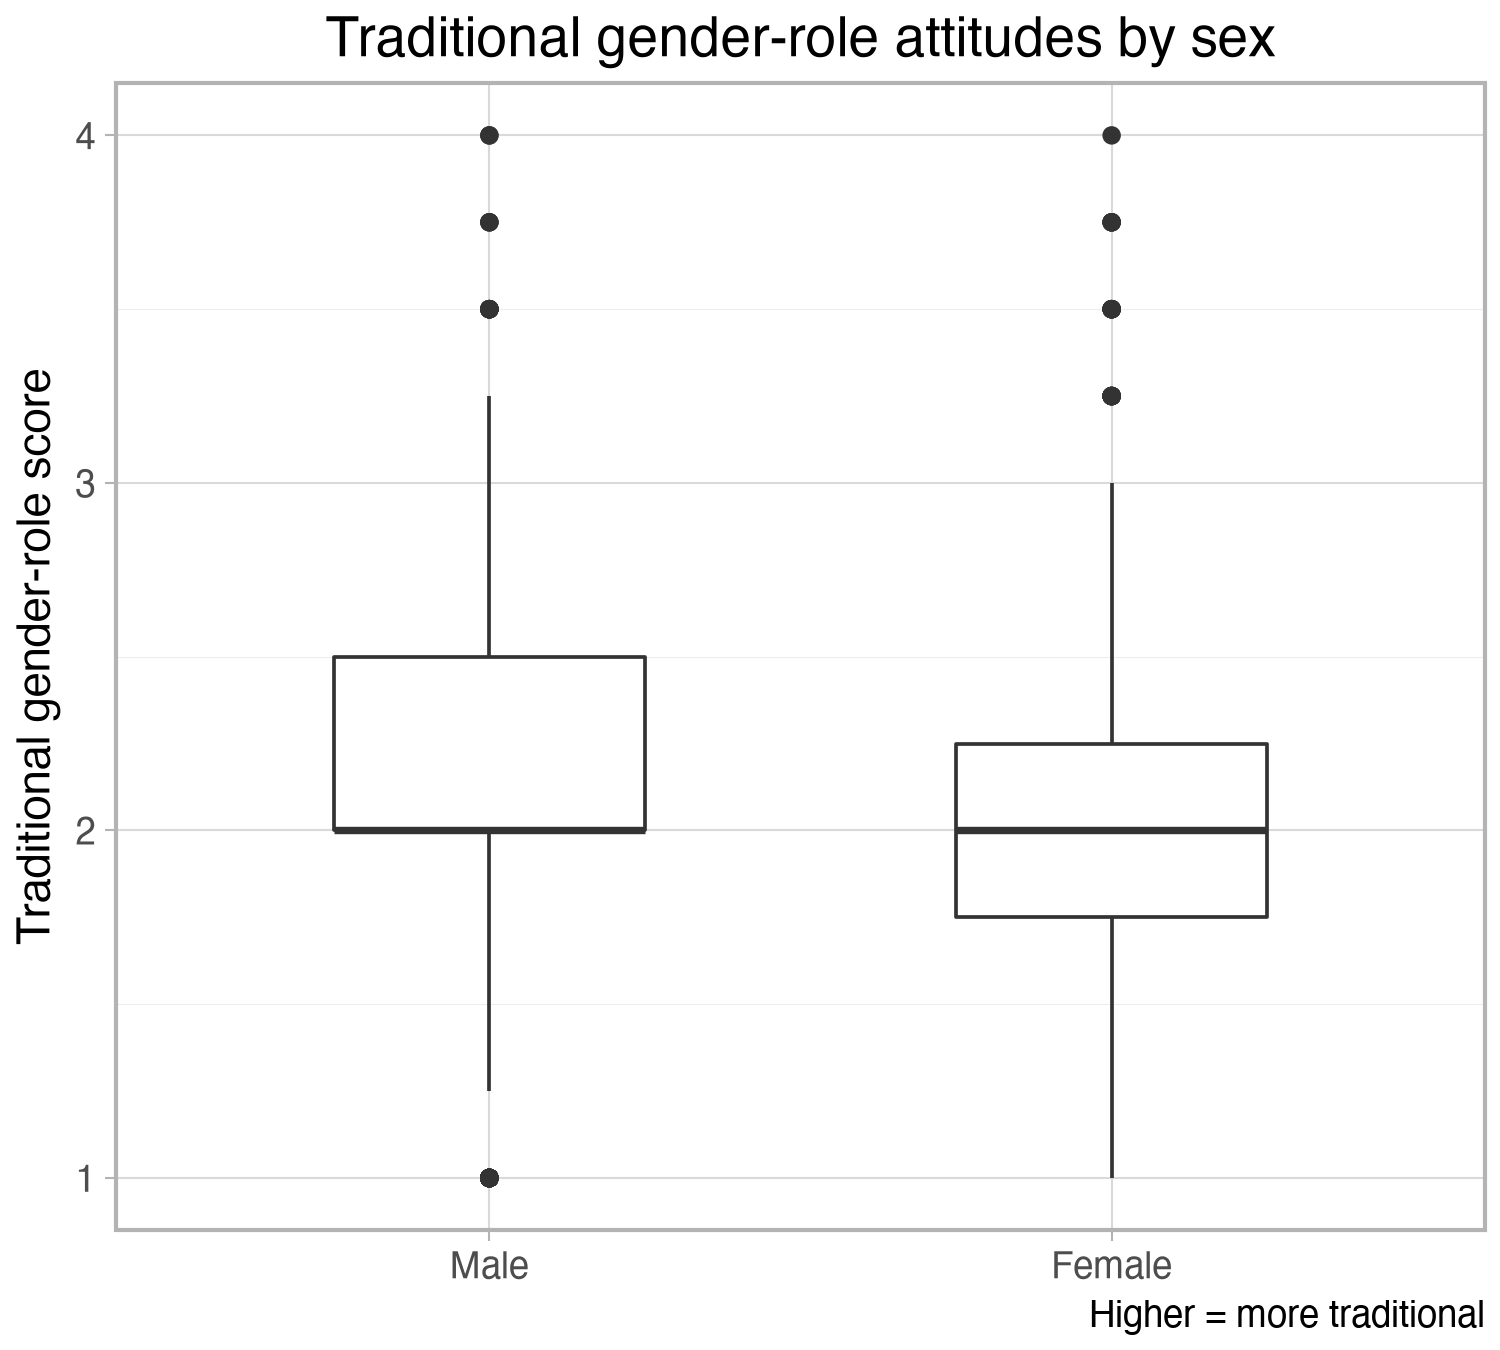 Traditional gender-role attitudes by sex
Traditional gender-role score
4
3
2
1
Male
Female
Higher = more traditional